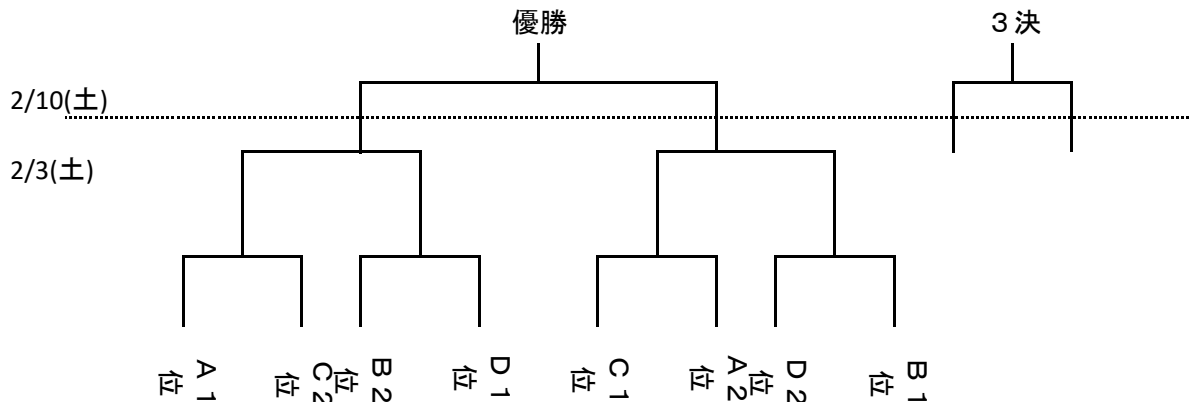 優勝
３決
2/10(土)
2/3(土)
Ａ１位
Ｃ２位
Ｂ２位
Ｄ１位
Ｃ１位
Ａ２位
Ｄ２位
Ｂ１位